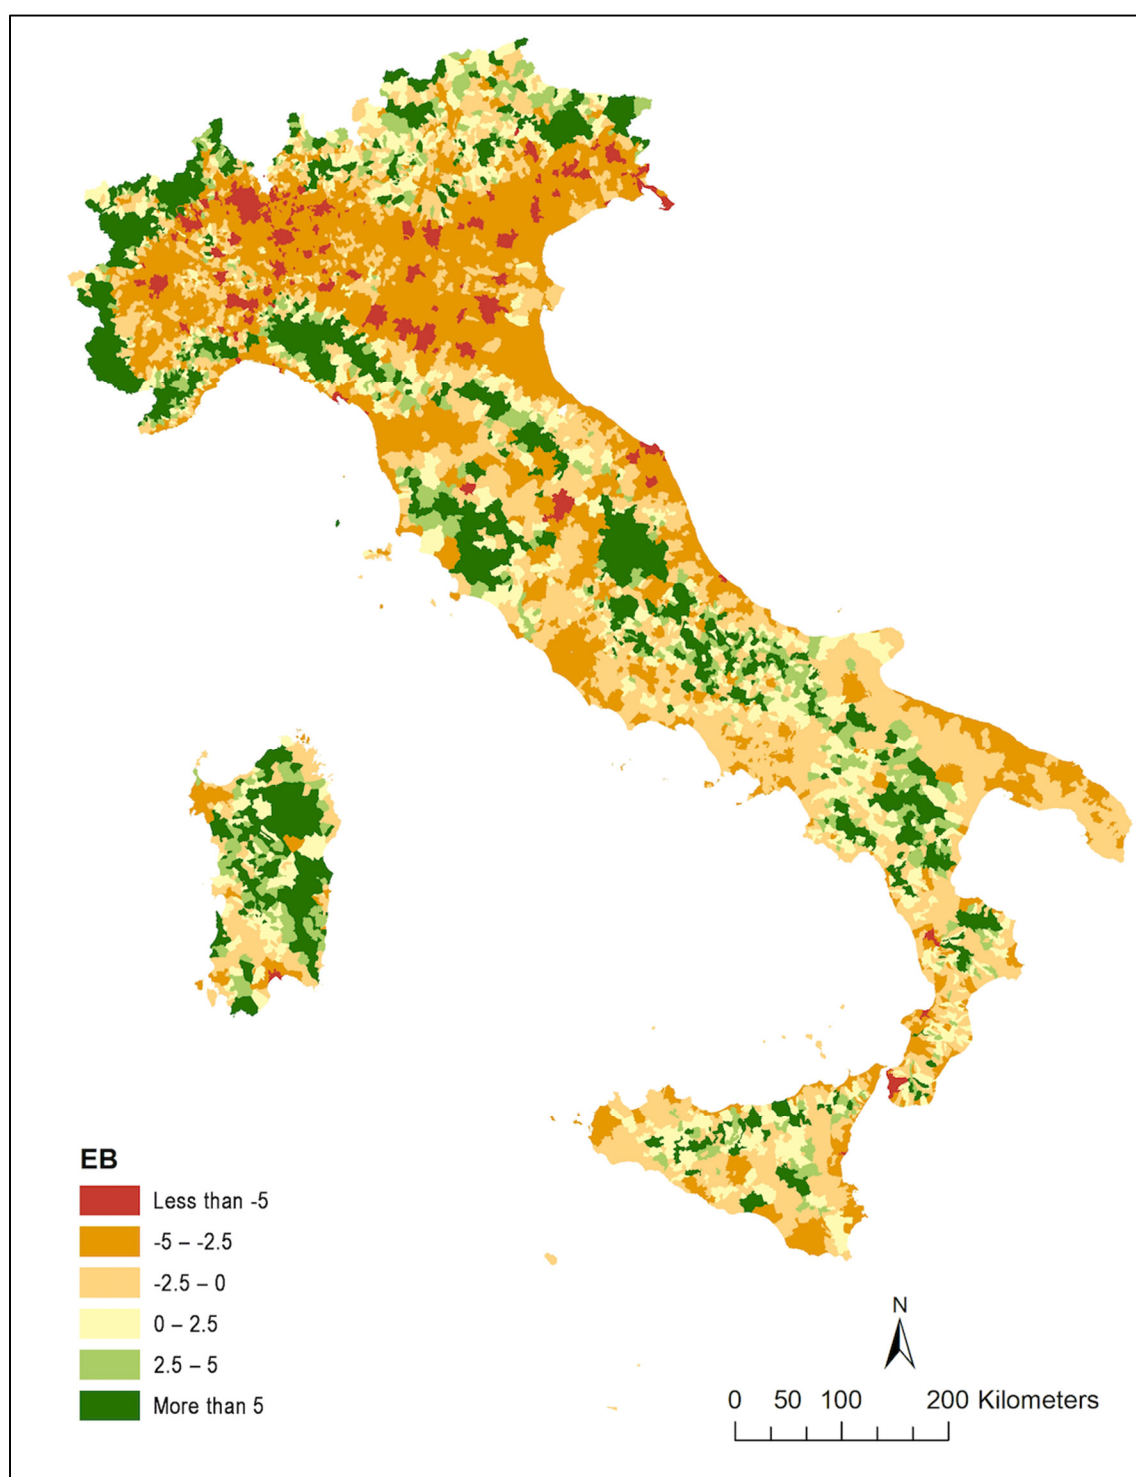 EB
Less than -5
-5 – -2.5
-2.5 – 0
0 – 2.5
2.5 – 5
More than 5
N
0 50 100 200 Kilometers